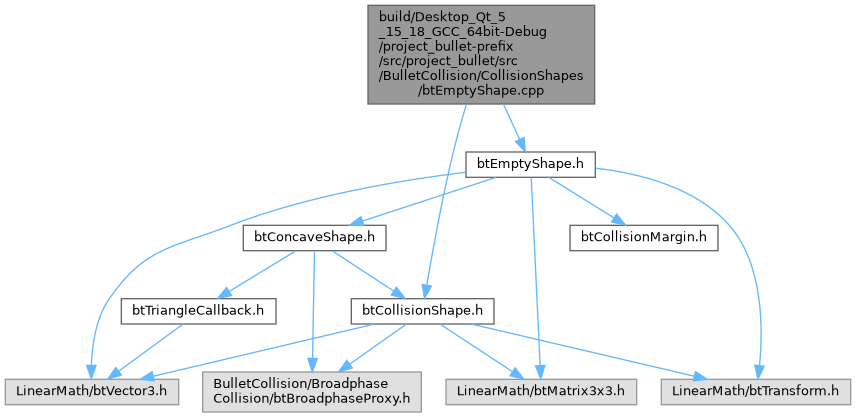 build/Desktop_Qt_5
_15_18_GCC_64bit-Debug
/project_bullet-prefix
/src/project_bullet/src
/BulletCollision/CollisionShapes
/btEmptyShape.cpp
btEmptyShape.h
btConcaveShape.h
btCollisionMargin.h
btTriangleCallback.h
btCollisionShape.h
LinearMath/btVector3.h
BulletCollision/Broadphase
Collision/btBroadphaseProxy.h
LinearMath/btMatrix3x3.h
LinearMath/btTransform.h